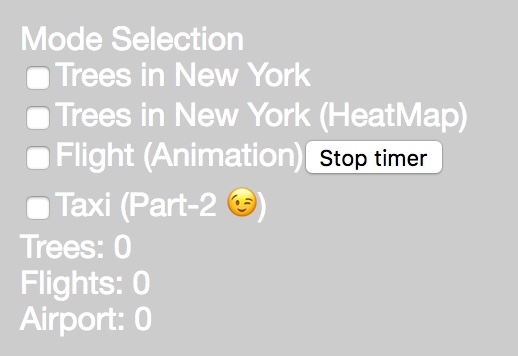 Mode Selection
Trees in New York
Trees in New York (HeatMap)
Flight (Animation) Stop timer
Taxi (Part-2 😉)
Trees: 0
Flights: 0
Airport: 0